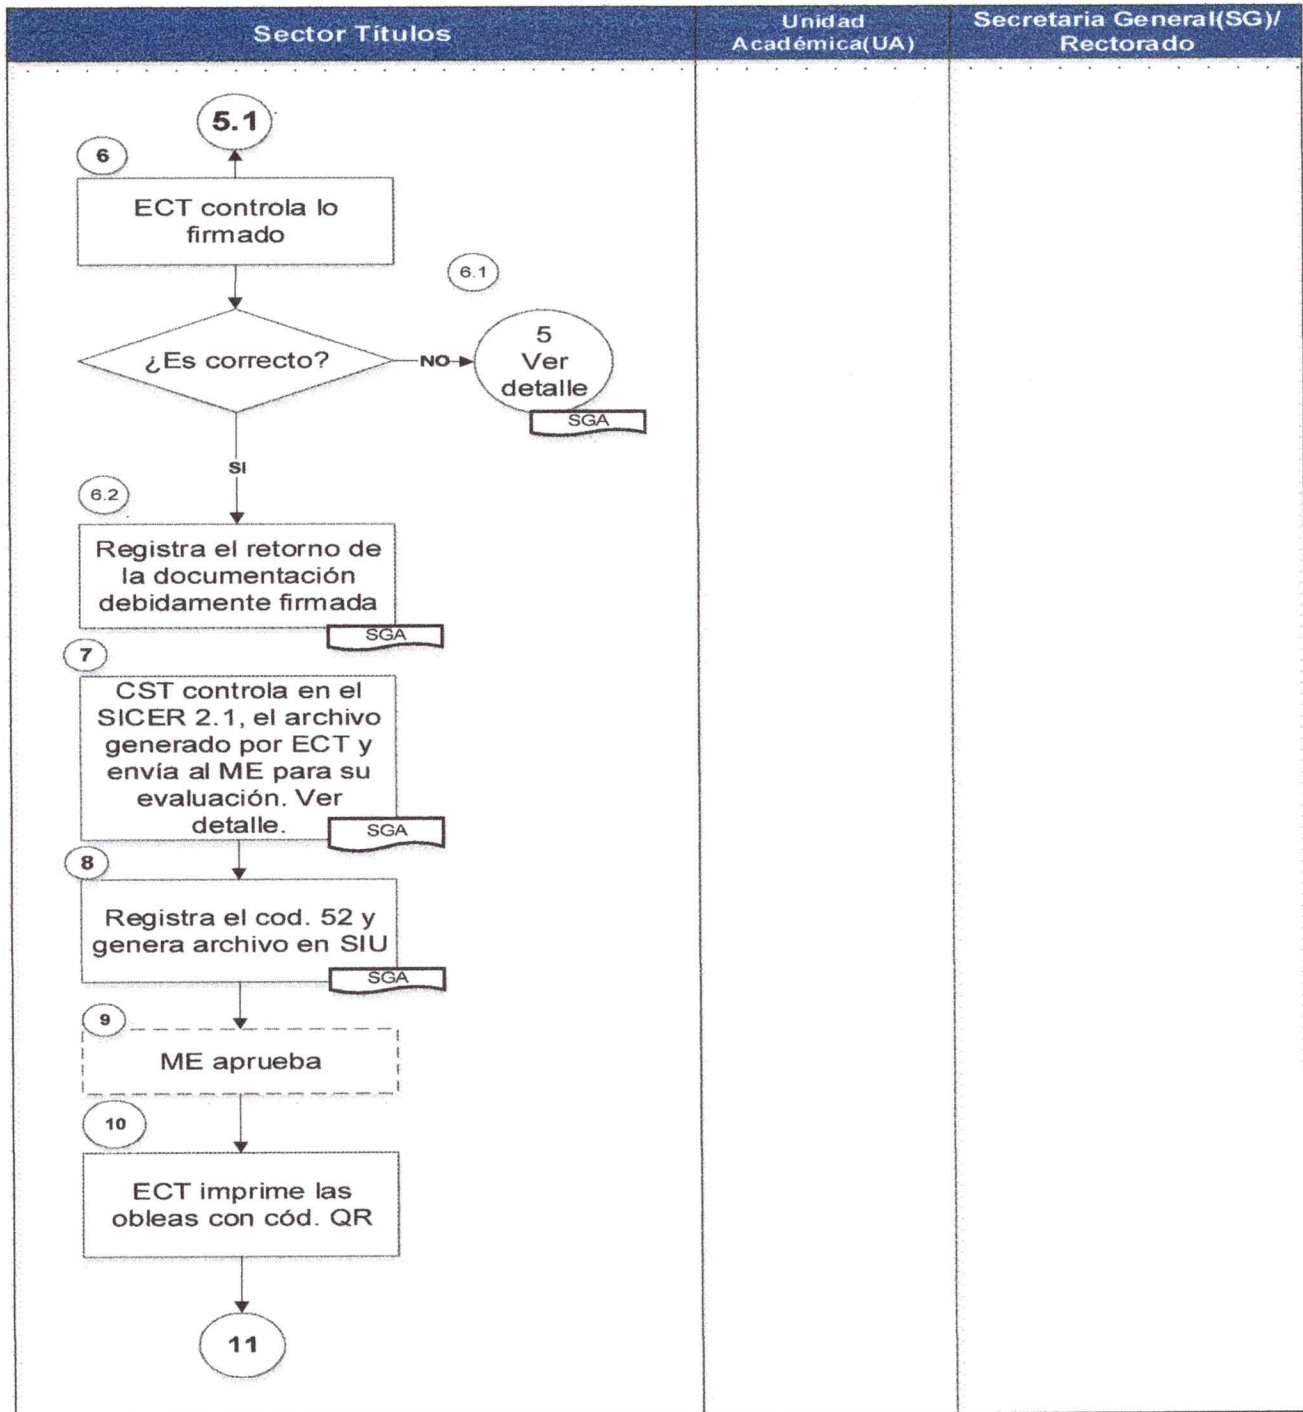 Sector Títulos
Unidad
Académica(UA)
Secretaria General(SG)/
Rectorado
5.1
6
ECT controla lo
firmado
6.1
¿Es correcto?
NO
5
Ver
detalle
SGA
SI
6.2
Registra el retorno de
la documentación
debidamente firmada
SGA
7
CST controla en el
SICER 2.1, el archivo
generado por ECT y
envía al ME para su
evaluación. Ver
detalle.
SGA
8
Registra el cod. 52 y
genera archivo en SIU
SGA
9
ME aprueba
10
ECT imprime las
obleas con cód. QR
11